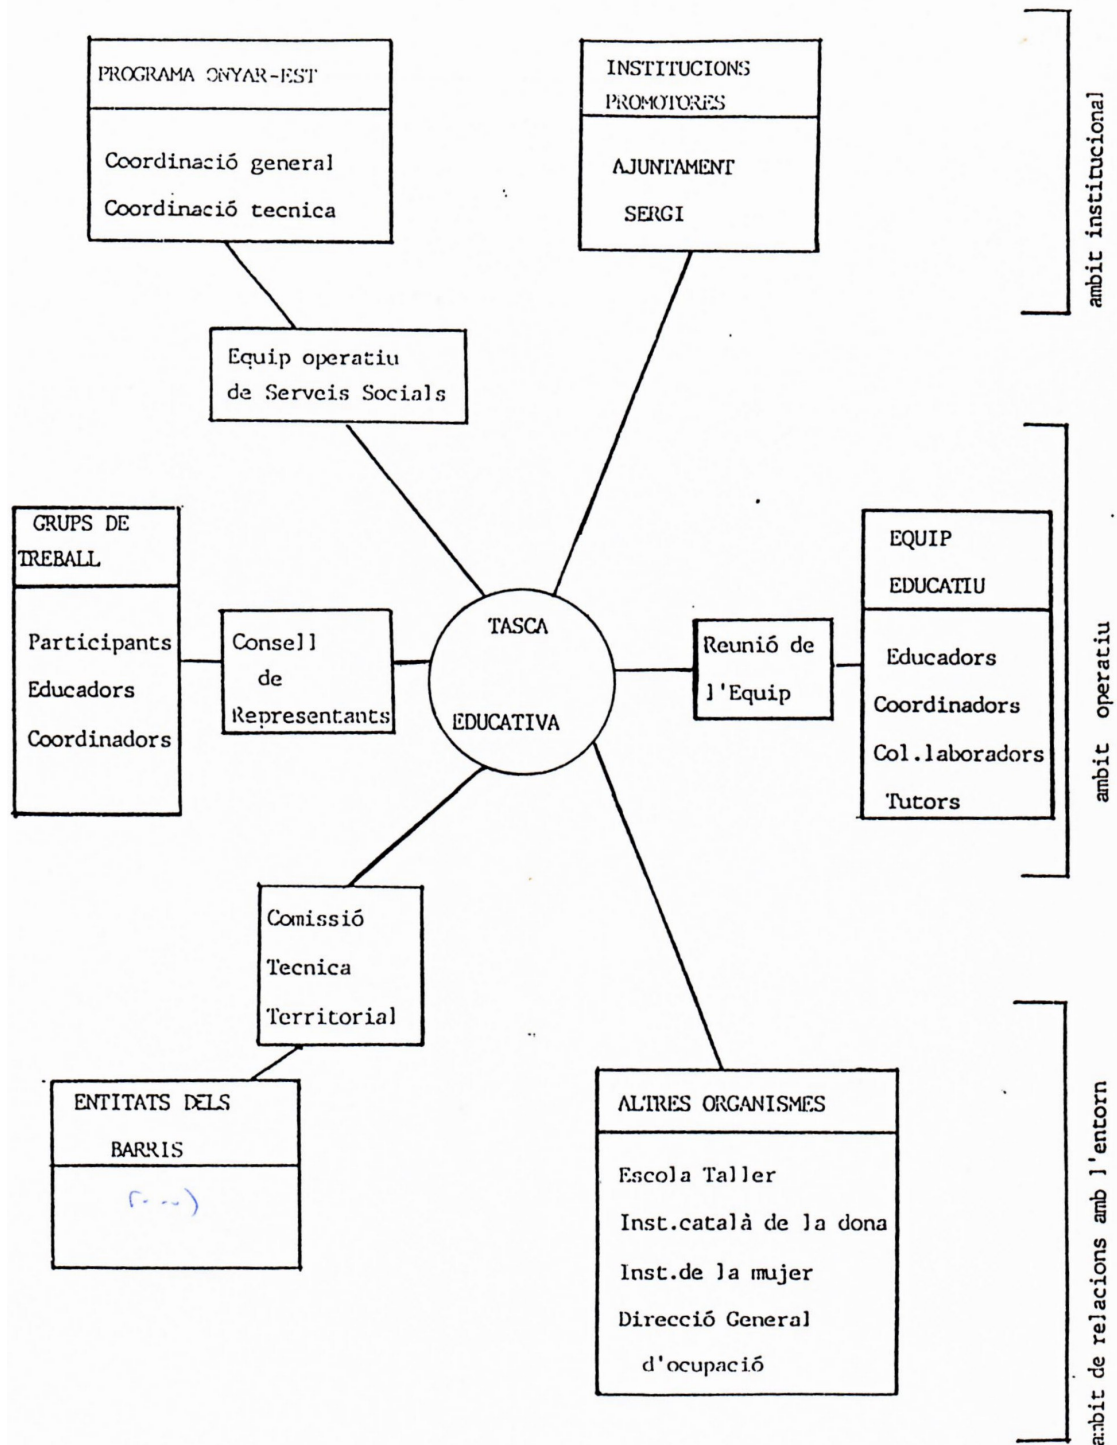 PROGRAMA ONYAR-EST
Coordinació general
Coordinació tecnica
INSTITUCIONS
PROMOTORES
AJUNTAMENT
SERGI
ambit institucional
Equip operatiu
de Serveis Socials
GRUPS DE
TREBALL
Participants
Educadors
Coordinadors
Consell
de
Representants
TASCA
EDUCATIVA
Reunió de
l'Equip
EQUIP
EDUCATIU
Educadors
Coordinadors
Col.laboradors
Tutors
ambit operatiu
Comissió
Tecnica
Territorial
ENTITATS DELS
BARRIS
(...)
ALTRES ORGANISMES
Escola Taller
Inst.català de la dona
Inst.de la mujer
Direcció General
d'ocupació
ambit de relacions amb l'entorn